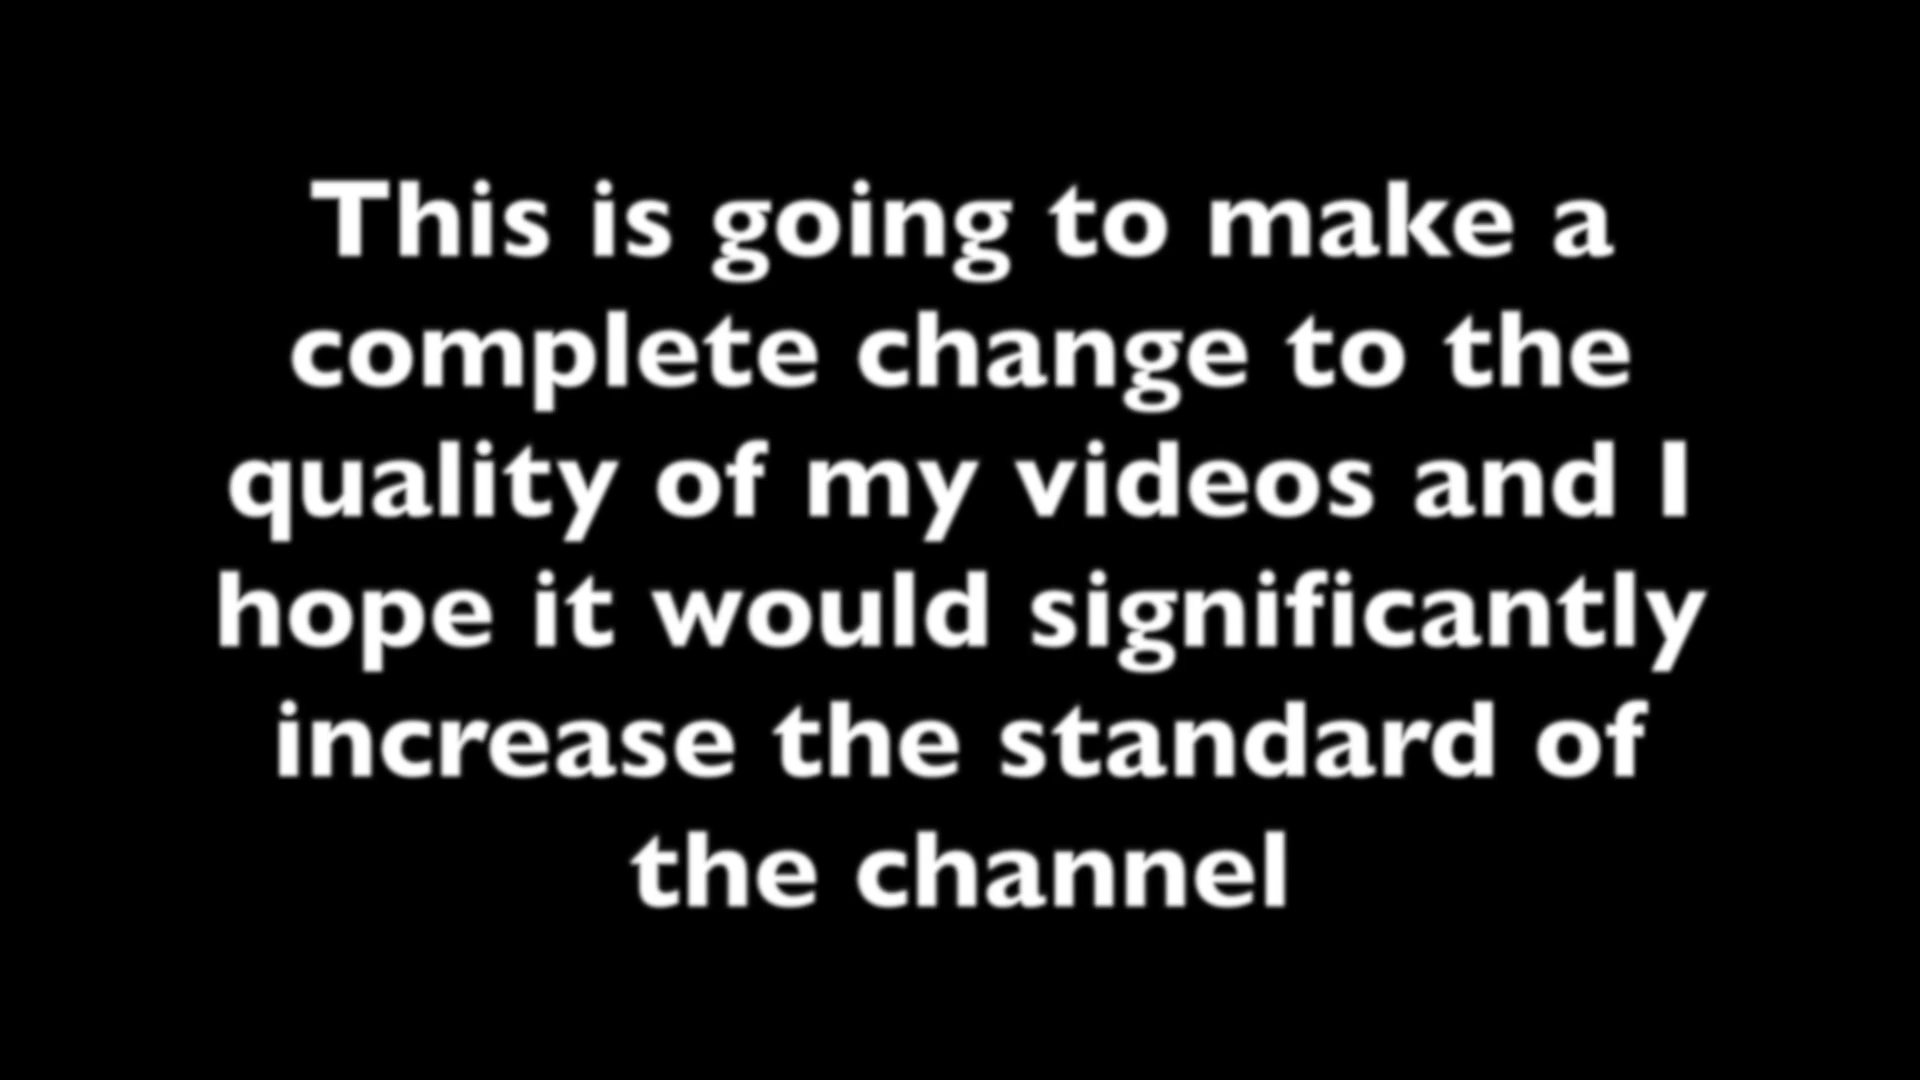 This is going to make a
complete change to the
quality of my videos and I
hope it would significantly
increase the standard of
the channel